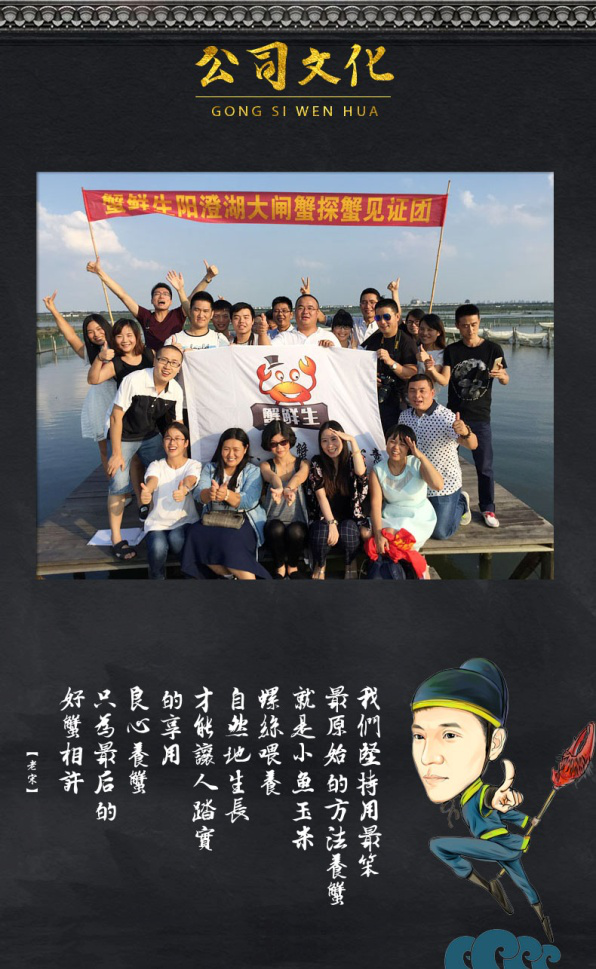 公司文化
GONG SI WEN HUA
蟹鲜生阳澄湖大闸蟹探蟹见证团
蟹鲜生
蟹
我们坚持用最笨
最原始的方法養蟹
就是小魚玉米
螺絲喂養
自然地生長
才能讓人踏實
的享用
良心養蟹
只為最后的
好蟹相許
【老宋】